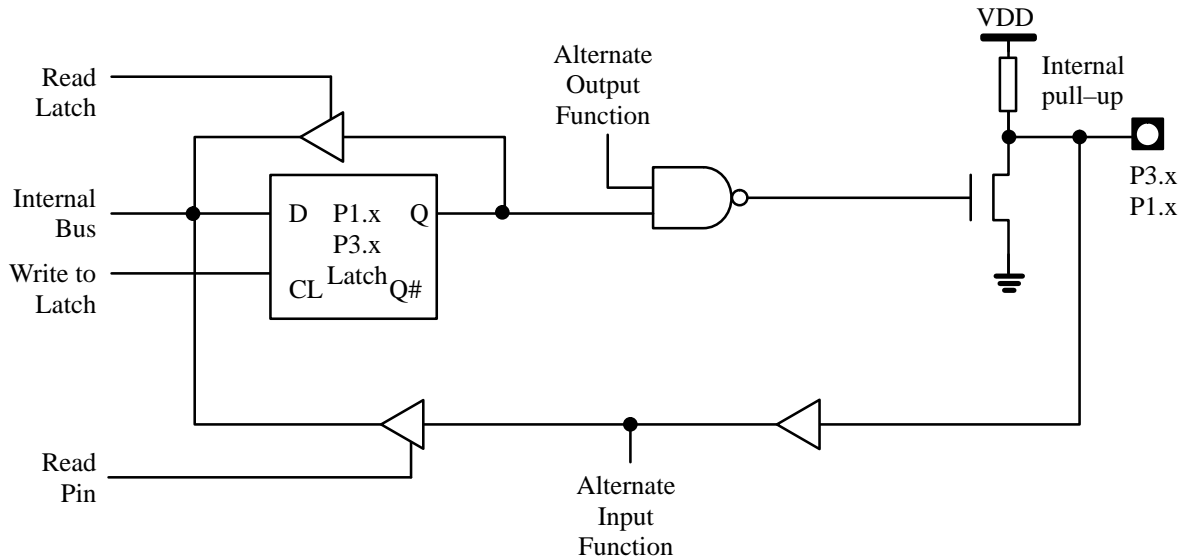 VDD
Internal
pull–up
Alternate
Output
Function
Read
Latch
P3.x
P1.x
Internal
Bus
D P1.x Q
P3.x
Latch
CL Q#
Write to
Latch
Read
Pin
Alternate
Input
Function